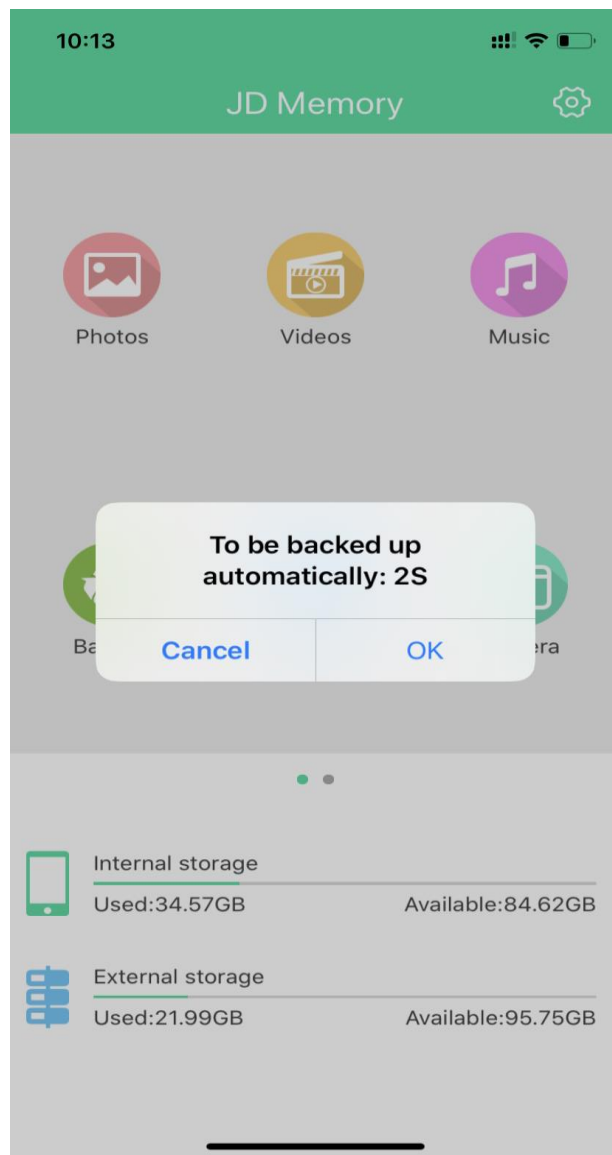 10:13
JD Memory
Photos
Videos
Music
To be backed up
automatically: 2S
Cancel
OK
Internal storage
Used:34.57GB
Available:84.62GB
External storage
Used:21.99GB
Available:95.75GB